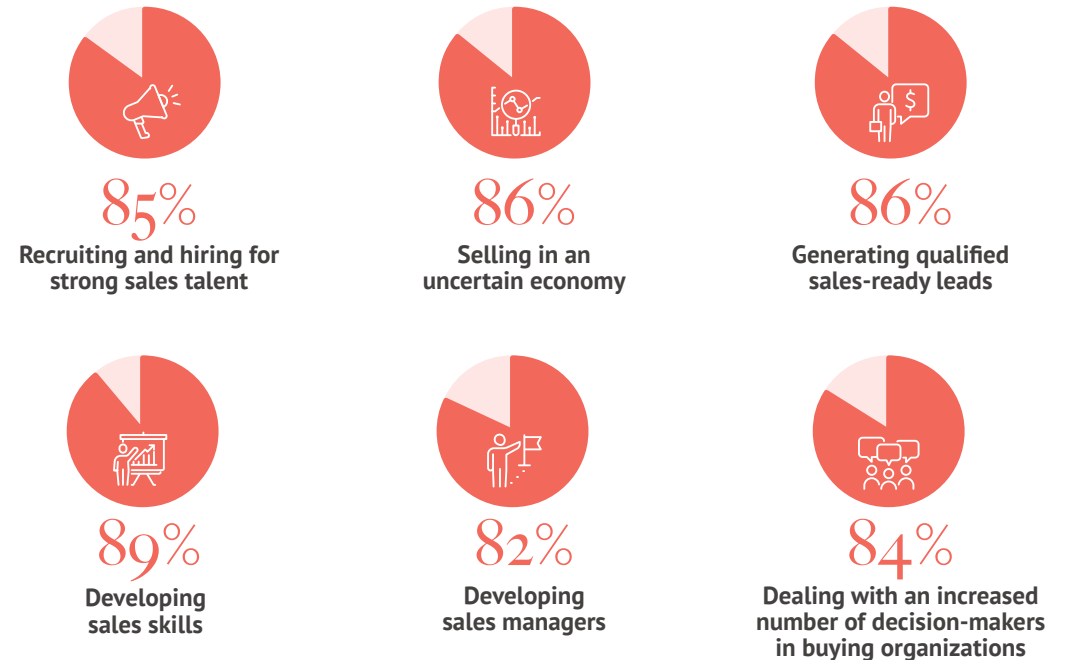 85%
Recruiting and hiring for
strong sales talent
86%
Selling in an
uncertain economy
$
86%
Generating qualified
sales-ready leads
89%
Developing
sales skills
82%
Developing
sales managers
84%
Dealing with an increased
number of decision-makers
in buying organizations